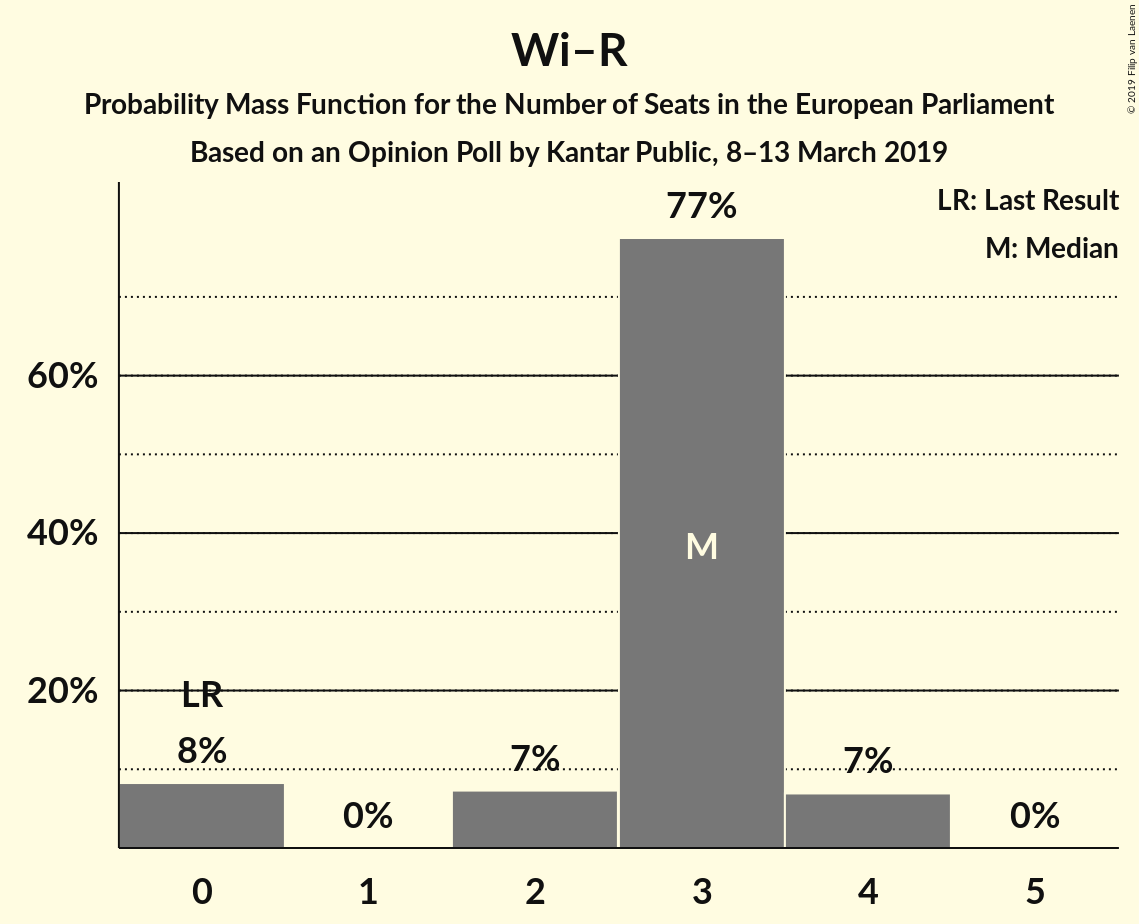 Wi–R
Probability Mass Function for the Number of Seats in the European Parliament
Based on an Opinion Poll by Kantar Public, 8–13 March 2019
© 2019 Filip van Laenen
LR: Last Result
M: Median
77%
60%
40%
M
20%
LR
8%
0%
7%
7%
0%
0 1 2 3 4 5